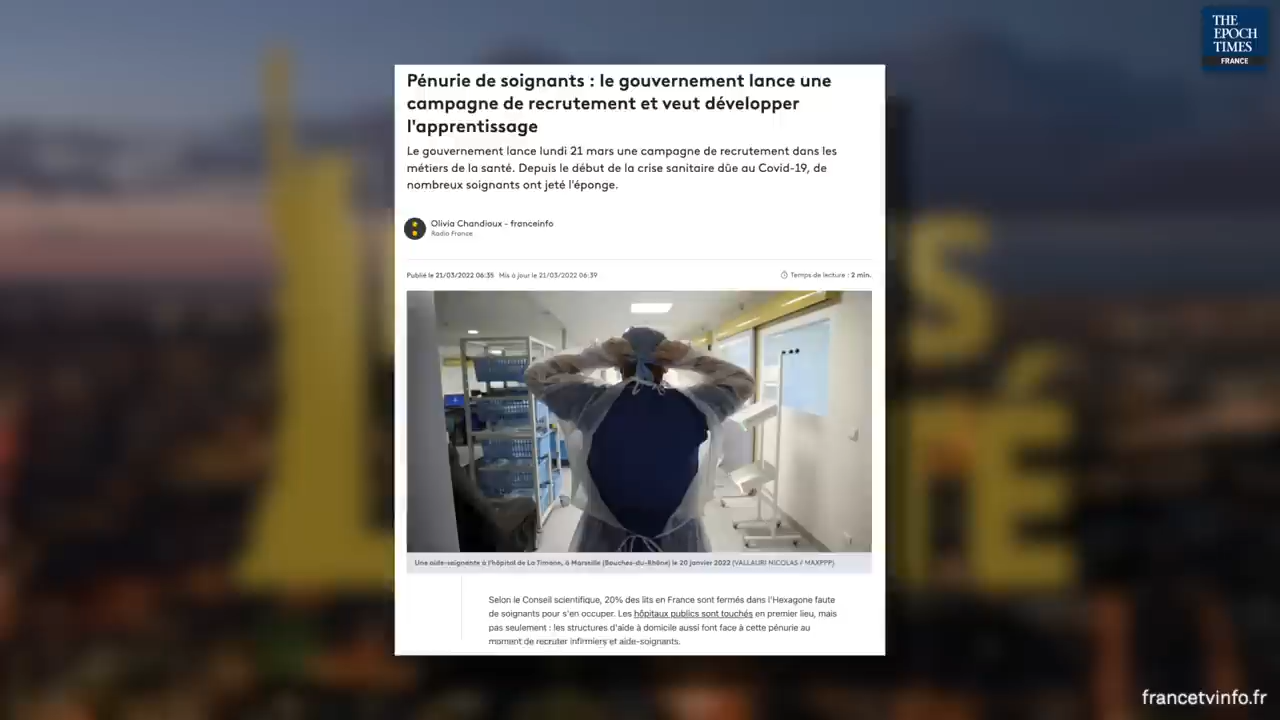 THE
EPOCH
TIMES
FRANCE
Pénurie de soignants : le gouvernement lance une
campagne de recrutement et veut développer
l'apprentissage
Le gouvernement lance lundi 21 mars une campagne de recrutement dans les
métiers de la santé. Depuis le début de la crise sanitaire dûe au Covid-19, de
nombreux soignants ont jeté l'éponge.
Olivia Chandioux - franceinfo
Radio France
Publié le 21/03/2022 06:35 Mis à jour le 21/03/2022 06:39
Temps de lecture : 2 min.
Une aide-soignante à l'hôpital de La Timone, à Marseille (Bouches-du-Rhône) le 20 janvier 2022 (VALLAURI NICOLAS / MAXPPP)
Selon le Conseil scientifique, 20% des lits en France sont fermés dans l'Hexagone faute
de soignants pour s'en occuper. Les hôpitaux publics sont touchés en premier lieu, mais
pas seulement : les structures d'aide à domicile aussi font face à cette pénurie au
moment de recruter infirmiers et aide-soignants.
francetvinfo.fr